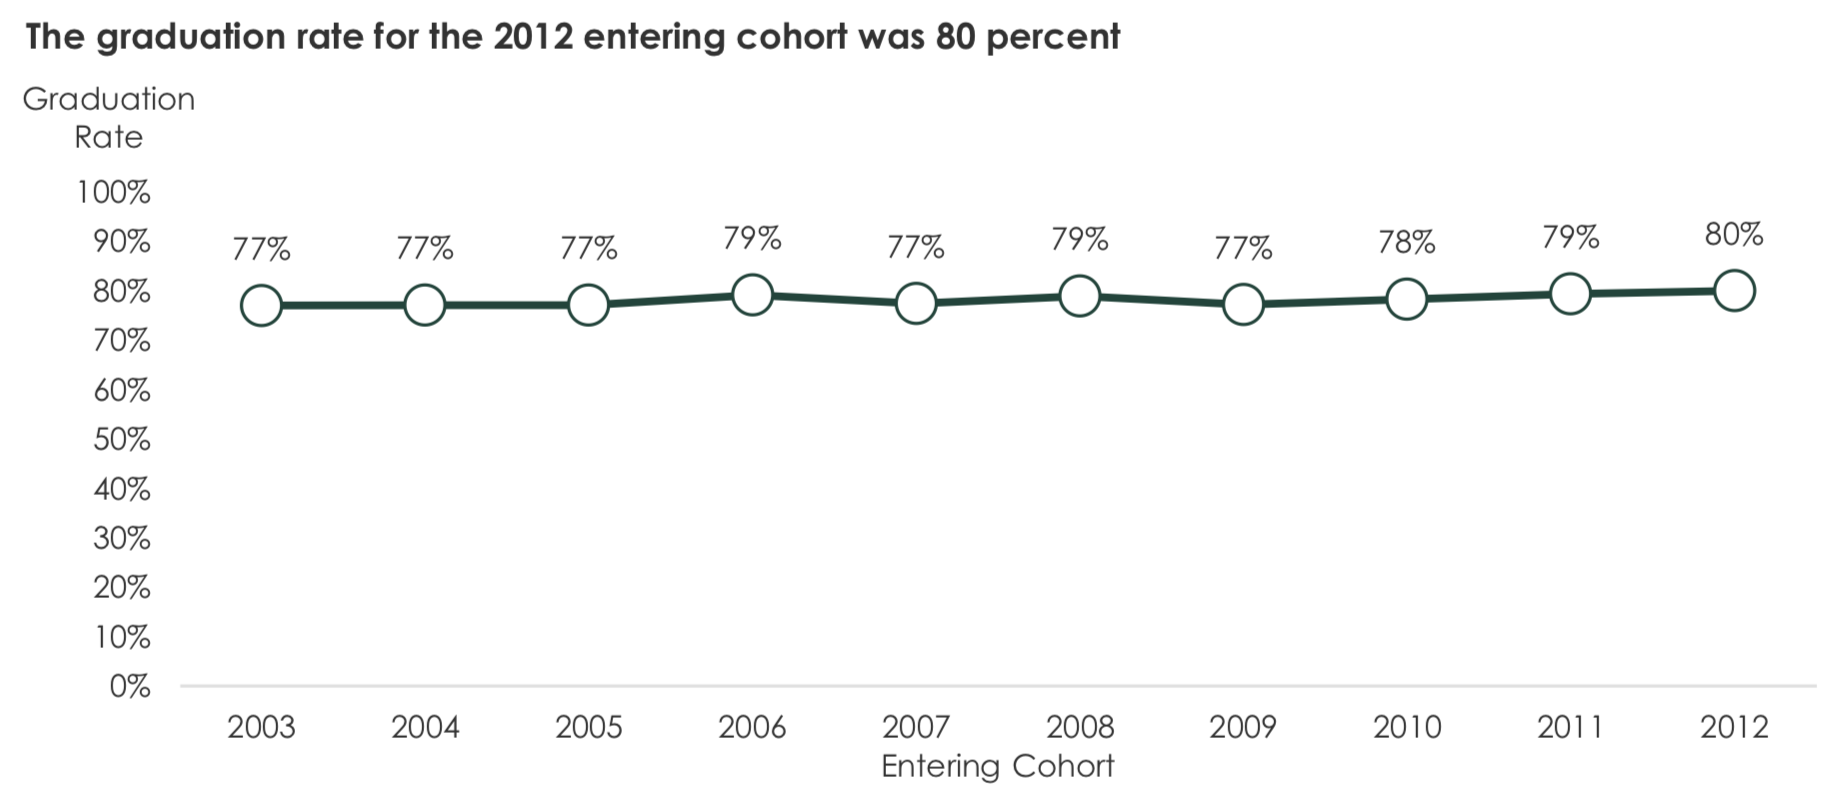 The graduation rate for the 2012 entering cohort was 80 percent
Graduation
Rate
100%
90%
80%
70%
60%
50%
40%
30%
20%
10%
0%
77% 77% 77% 79% 77% 79% 77% 78% 79% 80%
2003 2004 2005 2006 2007 2008 2009 2010 2011 2012
Entering Cohort